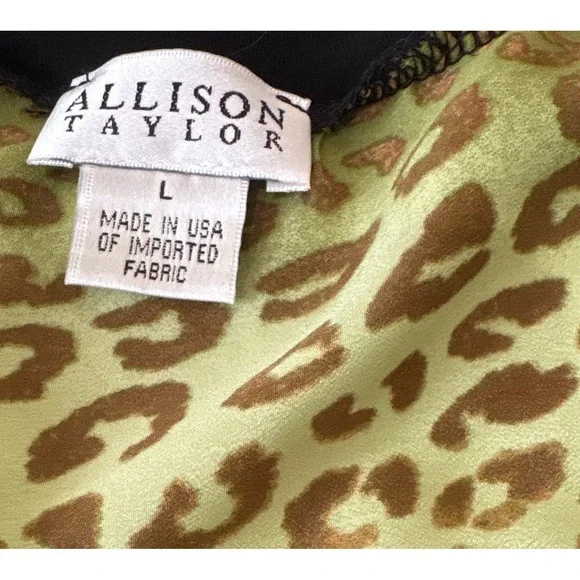 ALLISON
TAYLOR
L
MADE IN USA
OF IMPORTED
FABRIC